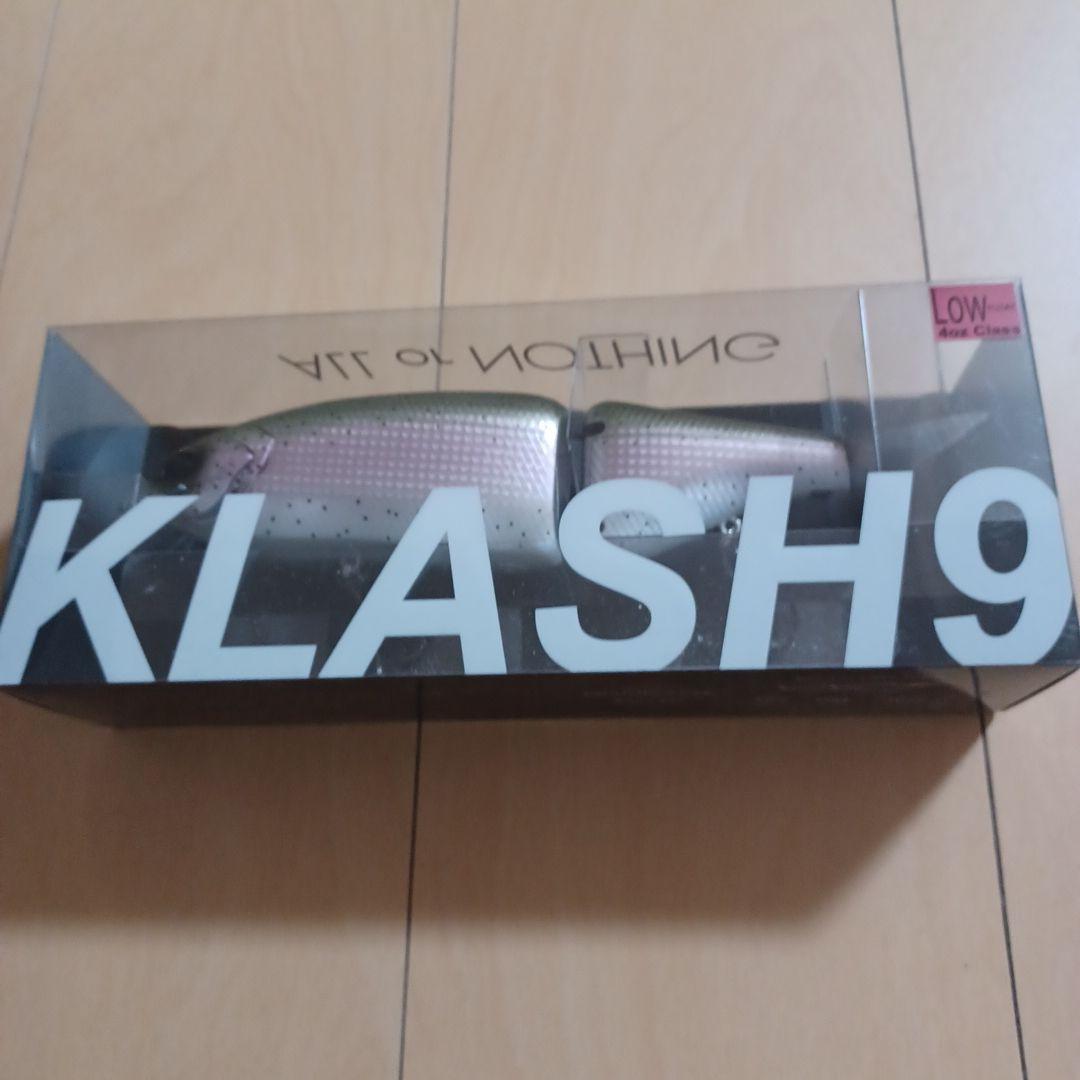 LOW
4oz Class
ALL or NOTHING
KLASH9